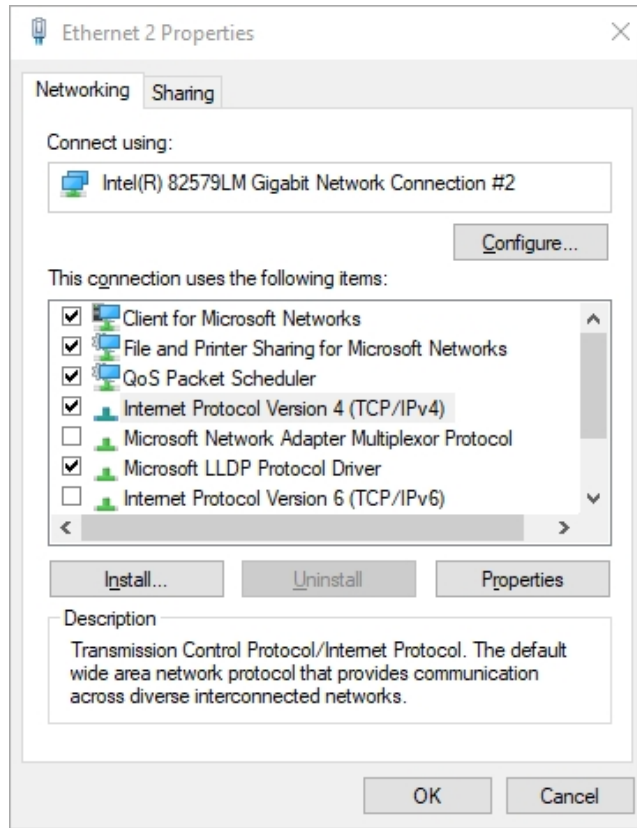 Ethernet 2 Properties
Networking
Sharing
Connect using:
Intel(R) 82579LM Gigabit Network Connection #2
Configure...
This connection uses the following items:
Client for Microsoft Networks
File and Printer Sharing for Microsoft Networks
QoS Packet Scheduler
Internet Protocol Version 4 (TCP/IPv4)
Microsoft Network Adapter Multiplexor Protocol
Microsoft LLDP Protocol Driver
Internet Protocol Version 6 (TCP/IPv6)
Install...
Uninstall
Properties
Description
Transmission Control Protocol/Internet Protocol. The default
wide area network protocol that provides communication
across diverse interconnected networks.
OK
Cancel